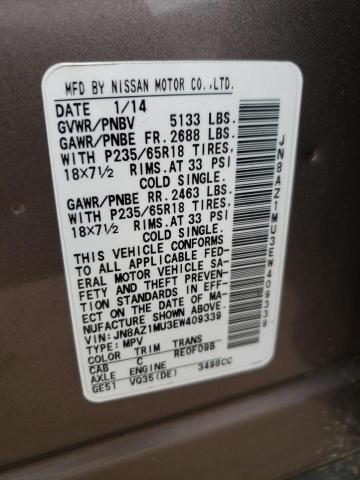 MFD BY NISSAN MOTOR CO., LTD.
DATE 1/14
GVWR/PNBV 5133 LBS.
GAWR/PNBE FR. 2688 LBS.
WITH P235/65R18 TIRES
18X7½ RIMS. AT 33 PSI
COLD SINGLE.
GAWR/PNBE RR. 2463 LBS.
WITH P235/65R18 TIRES
18X7½ RIMS. AT 33 PSI
COLD SINGLE.
THIS VEHICLE CONFORMS
TO ALL APPLICABLE FED-
ERAL MOTOR VEHICLE SA-
FETY AND THEFT PREVENTION
STANDARDS IN EFF-
ECT ON THE DATE OF MA-
NUFACTURE SHOWN ABOVE.
VIN: JN8AZ1MU3EW409339
TYPE: MPV
COLOR TRIM TRANS
CAB C RE0F09B
AXLE ENGINE
GE51 VQ35(DE) 3498CC
JN8AZ1MU3EW409339